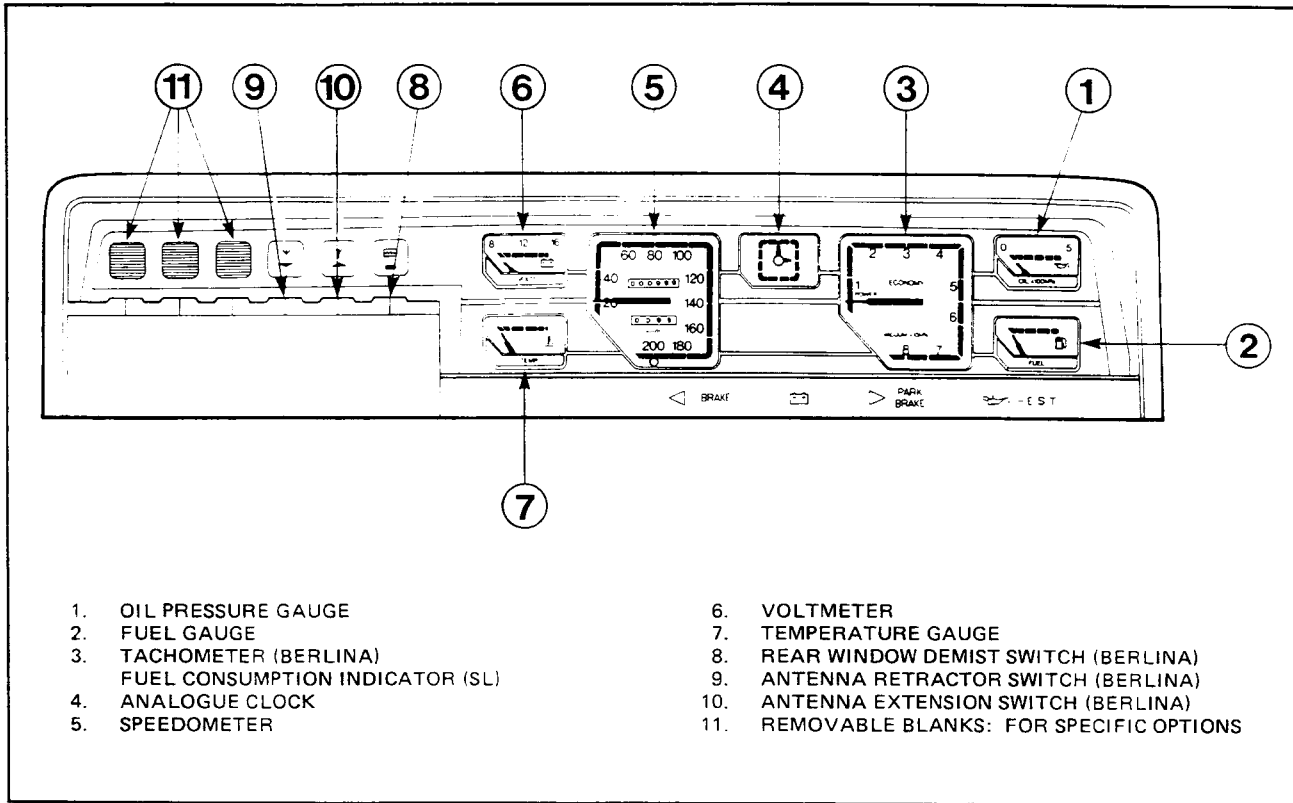 11 9 10 8 6 5 4 3 1
8 12 16
60 80 100
40 120
20 140
160
200 180
2 3 4
1 ECONOMY 5
POWER
6
8 7
0 5
TEMP
FUEL
2
BRAKE PARK BRAKE
7
1. OIL PRESSURE GAUGE
2. FUEL GAUGE
3. TACHOMETER (BERLINA)
FUEL CONSUMPTION INDICATOR (SL)
4. ANALOGUE CLOCK
5. SPEEDOMETER
6. VOLTMETER
7. TEMPERATURE GAUGE
8. REAR WINDOW DEMIST SWITCH (BERLINA)
9. ANTENNA RETRACTOR SWITCH (BERLINA)
10. ANTENNA EXTENSION SWITCH (BERLINA)
11. REMOVABLE BLANKS: FOR SPECIFIC OPTIONS